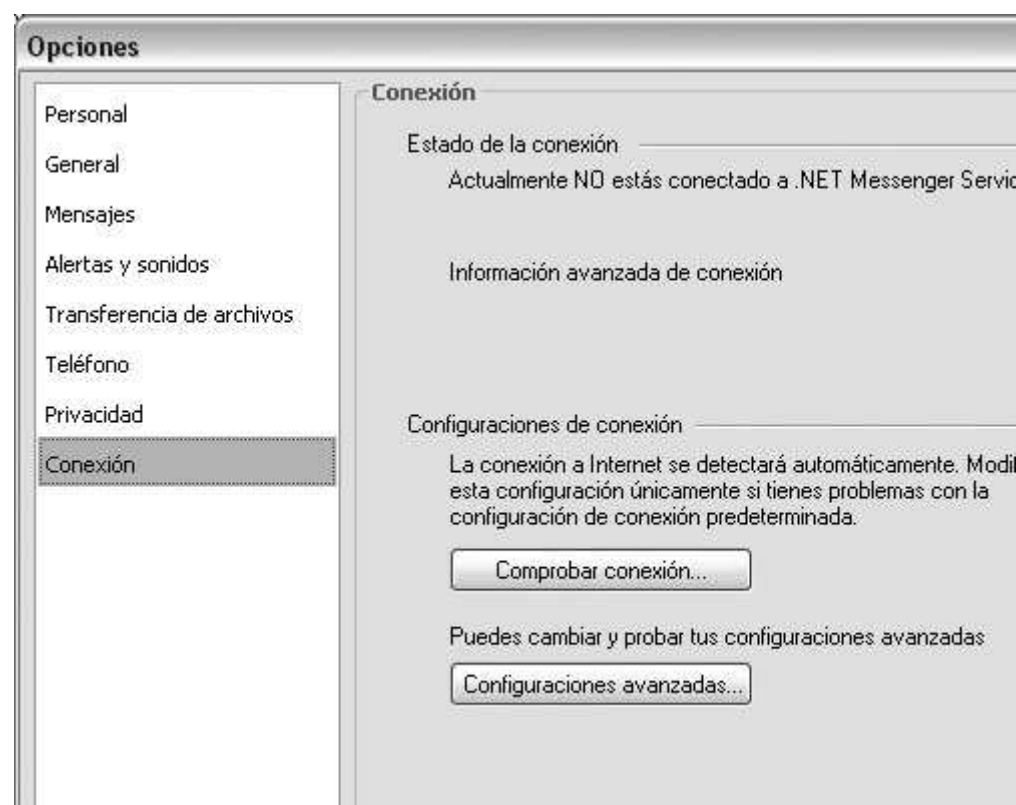 Opciones
Personal
General
Mensajes
Alertas y sonidos
Transferencia de archivos
Teléfono
Privacidad
Conexión
Conexión
Estado de la conexión
Actualmente NO estás conectado a .NET Messenger
Información avanzada de conexión
Configuraciones de conexión
La conexión a Internet se detectará automáticamente.
esta configuración únicamente si tienes problemas con la
configuración de conexión predeterminada.
Comprobar conexión...
Puedes cambiar y probar tus configuraciones avanzadas
Configuraciones avanzadas...